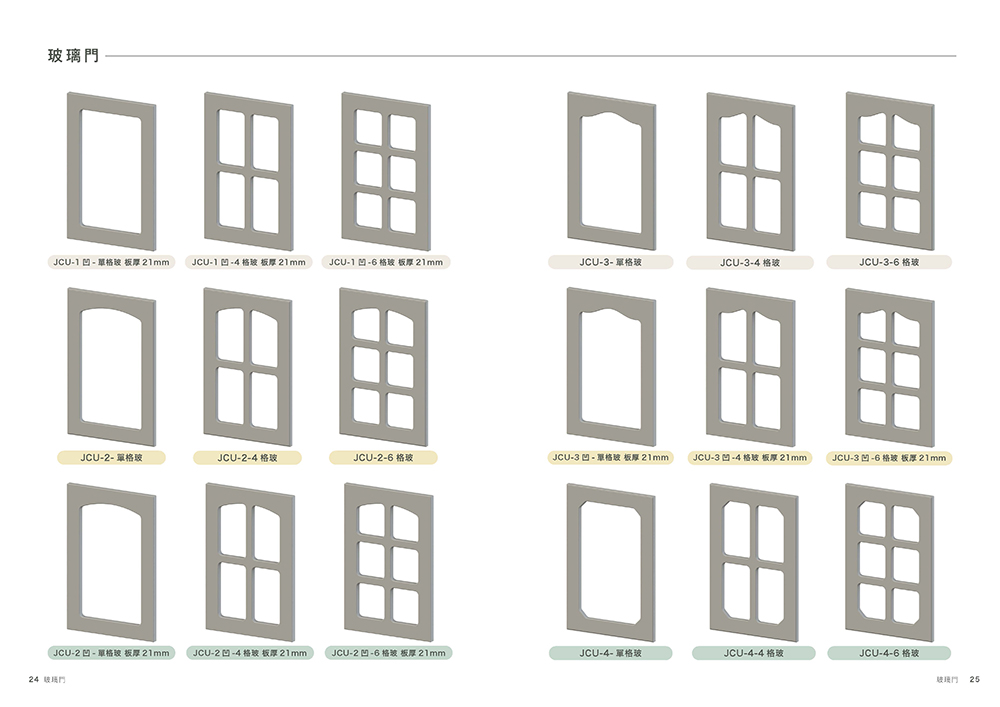 玻璃門
JCU-1 凹 - 單格玻 板厚 21mm
JCU-1 凹 -4 格玻 板厚 21mm
JCU-1 凹 -6 格玻 板厚 21mm
JCU-2- 單格玻
JCU-2-4 格玻
JCU-2-6 格玻
JCU-2 凹 - 單格玻 板厚 21mm
JCU-2 凹 -4 格玻 板厚 21mm
JCU-2 凹 -6 格玻 板厚 21mm
24 玻璃門
JCU-3- 單格玻
JCU-3-4 格玻
JCU-3-6 格玻
JCU-3 凹 - 單格玻 板厚 21mm
JCU-3 凹 -4 格玻 板厚 21mm
JCU-3 凹 -6 格玻 板厚 21mm
JCU-4- 單格玻
JCU-4-4 格玻
JCU-4-6 格玻
玻璃門 25